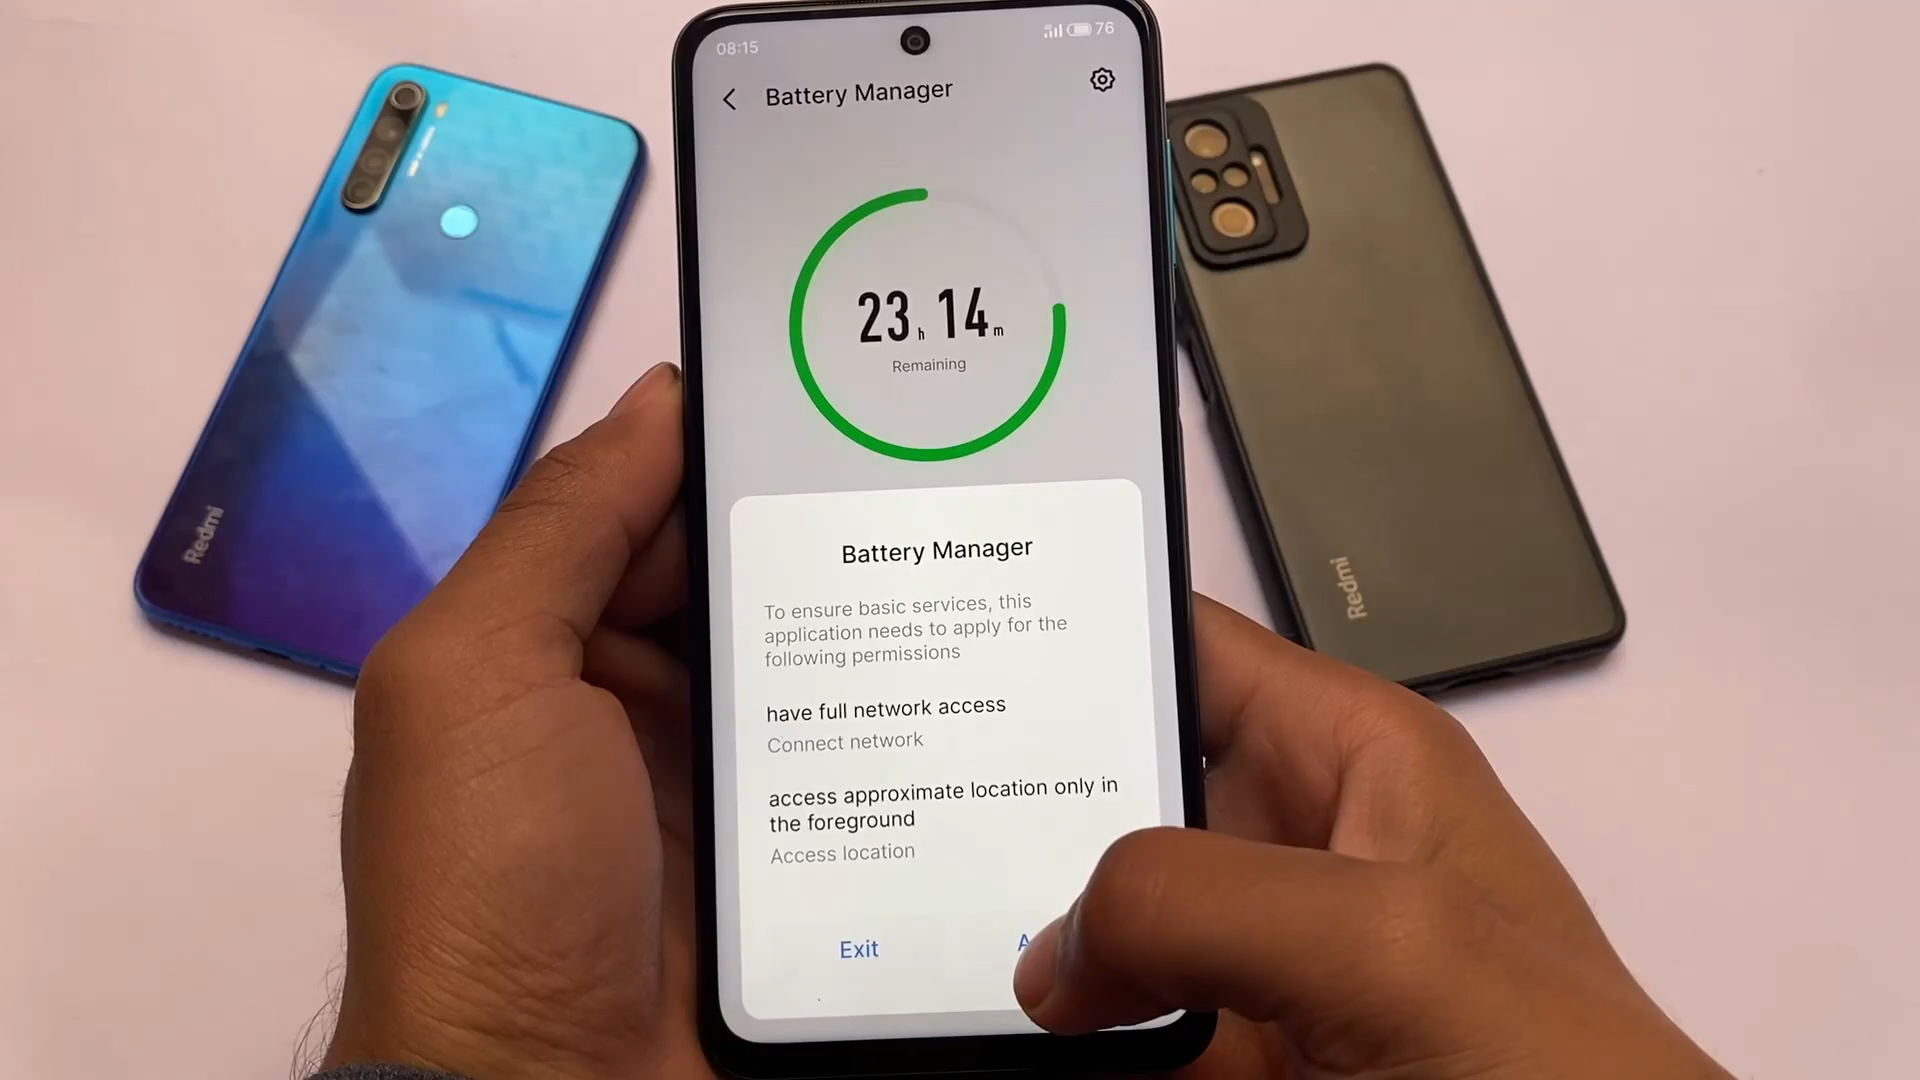 08:15
76
Battery Manager
23 h 14 m
Remaining
Battery Manager
To ensure basic services, this
application needs to apply for the
following permissions
have full network access
Connect network
access approximate location only in
the foreground
Access location
Exit
Redmi
Redmi